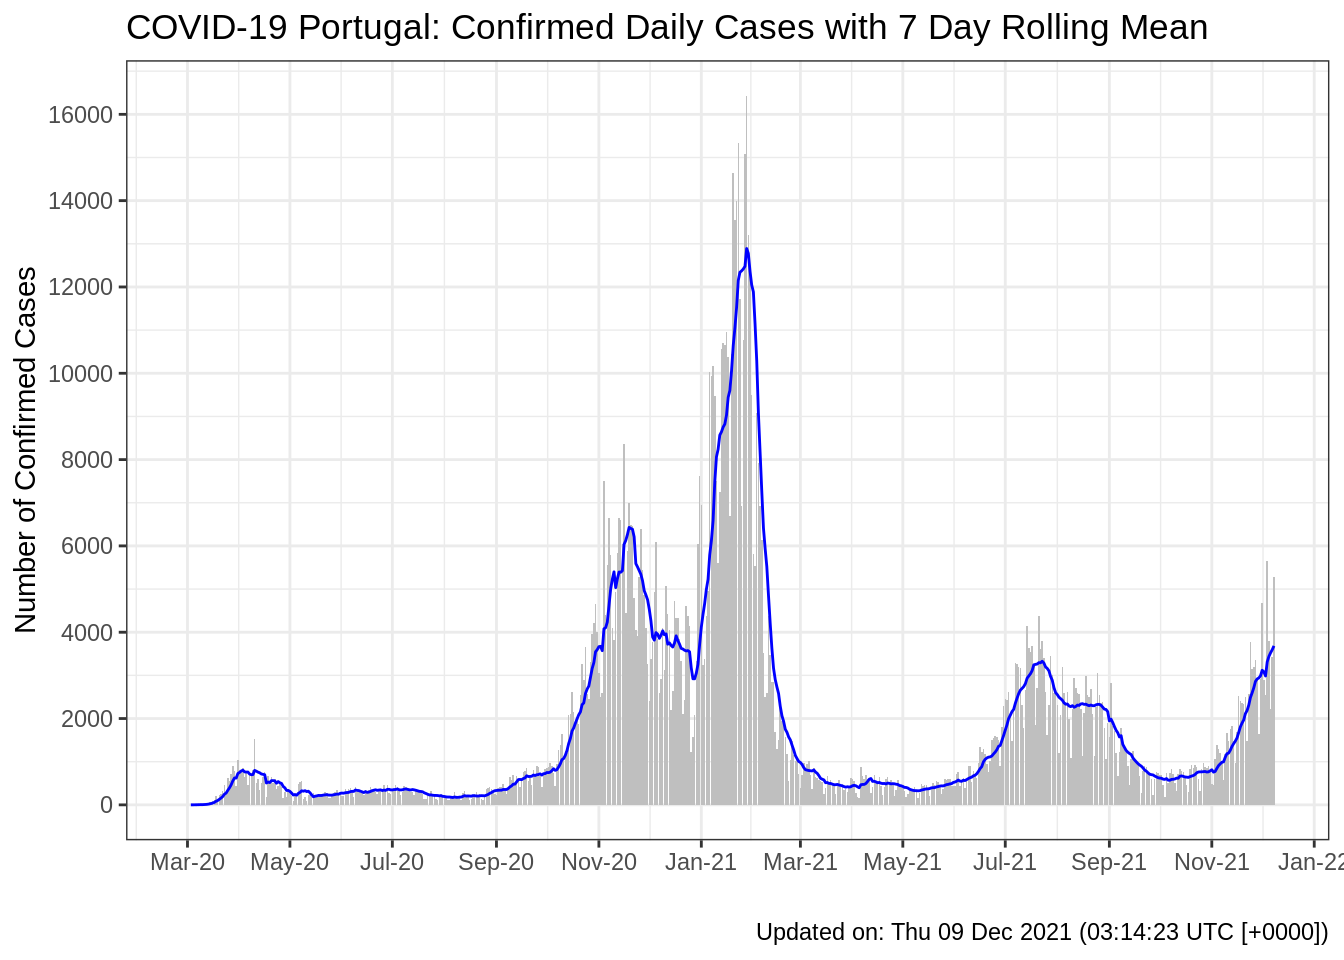 COVID-19 Portugal: Confirmed Daily Cases with 7 Day Rolling Mean
Number of Confirmed Cases
16000
14000
12000
10000
8000
6000
4000
2000
0
Mar-20 May-20 Jul-20 Sep-20 Nov-20 Jan-21 Mar-21 May-21 Jul-21 Sep-21 Nov-21 Jan-22
Updated on: Thu 09 Dec 2021 (03:14:23 UTC [+0000])